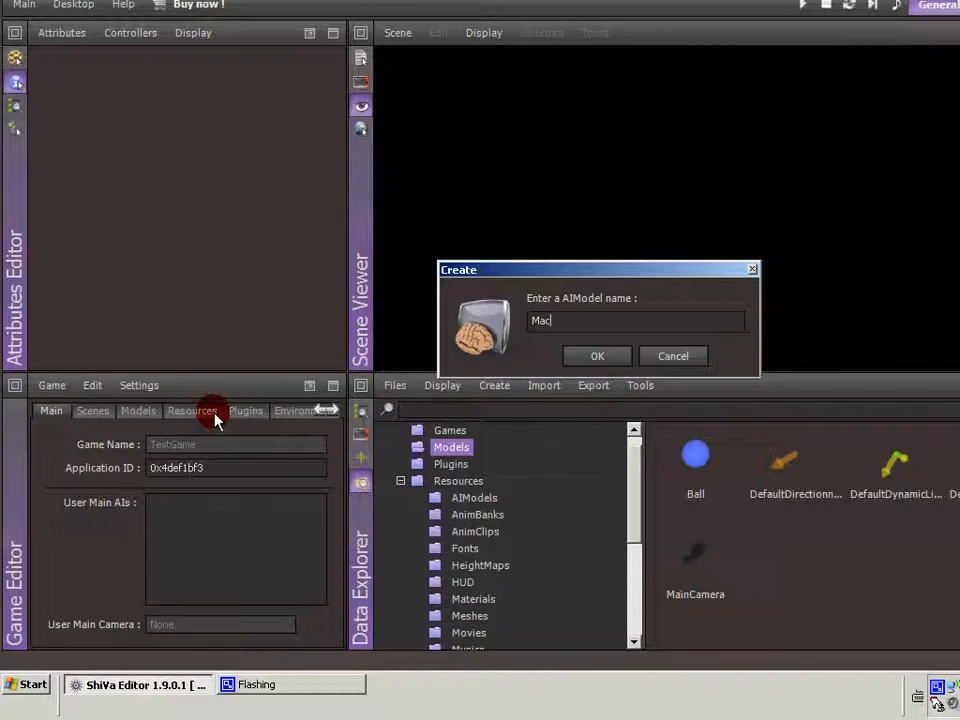 Main Desktop Help Buy now !
General
Attributes Controllers Display
Scene Edit Display Selection Tools
Attributes Editor
Scene Viewer
Create
Enter a AIModel name :
Mac
OK Cancel
Game Edit Settings
Files Display Create Import Export Tools
Main Scenes Models Resources Plugins Environ
Game Name : TestGame
Application ID : 0x4def1bf3
User Main AIs :
User Main Camera : None.
Game Editor
Data Explorer
Games
Models
Plugins
Resources
AIModels
AnimBanks
AnimClips
Fonts
HeightMaps
HUD
Materials
Meshes
Movies
Ball DefaultDirectionn... DefaultDynamicLi... De
MainCamera
Start ShiVa Editor 1.9.0.1 [ ... Flashing